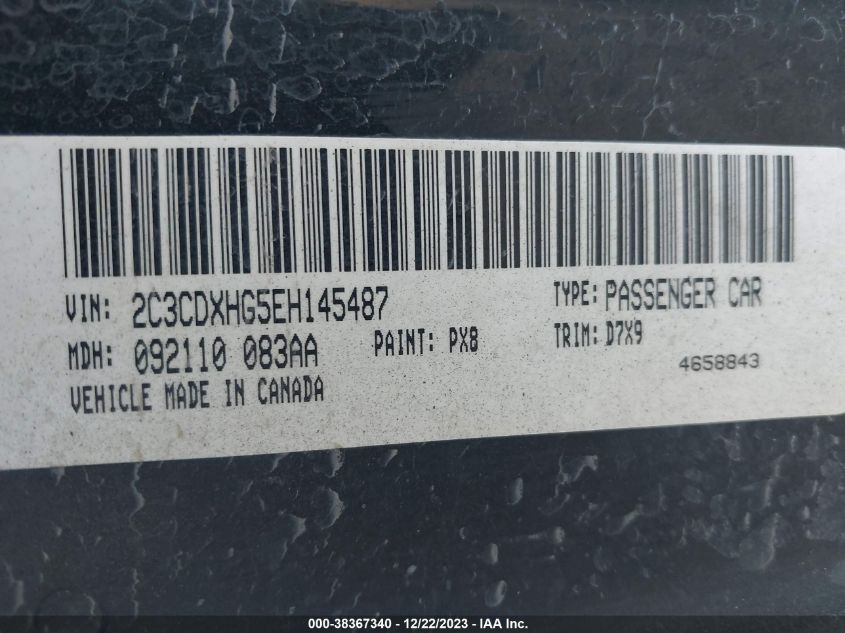 VIN: 2C3CDXHG5EH145487 TYPE: PASSENGER CAR
MDH: 092110 083AA PAINT: PX8 TRIM: D7X9
VEHICLE MADE IN CANADA 4658843
000-38367340 - 12/22/2023 - IAA Inc.